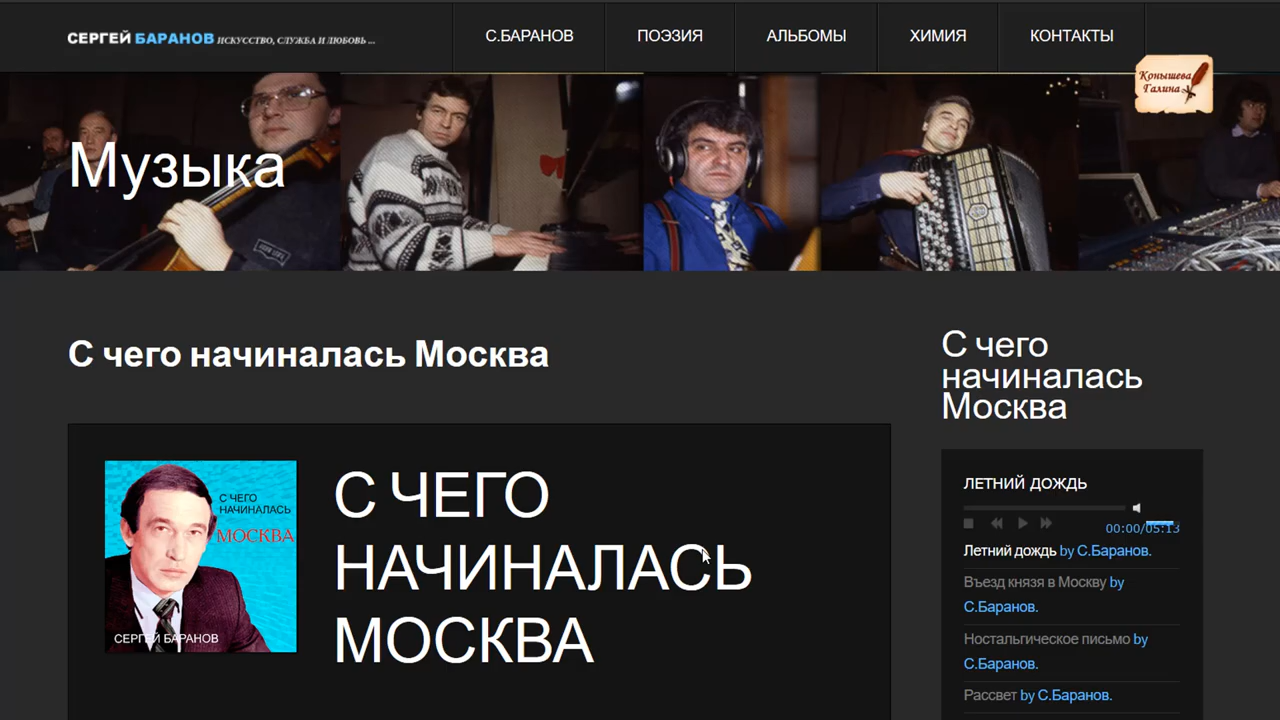 СЕРГЕЙ БАРАНОВ ИСКУССТВО, СЛУЖБА И ЛЮБОВЬ ...
С.БАРАНОВ
ПОЭЗИЯ
АЛЬБОМЫ
ХИМИЯ
КОНТАКТЫ
Конышева
Галина
Музыка
С чего начиналась Москва
С ЧЕГО
НАЧИНАЛАСЬ
МОСКВА
СЕРГЕЙ БАРАНОВ
С ЧЕГО
НАЧИНАЛАСЬ
МОСКВА
С чего
начиналась
Москва
ЛЕТНИЙ ДОЖДЬ
00:00/05:13
Летний дождь by С.Баранов.
Въезд князя в Москву by
С.Баранов.
Ностальгическое письмо by
С.Баранов.
Рассвет by С.Баранов.